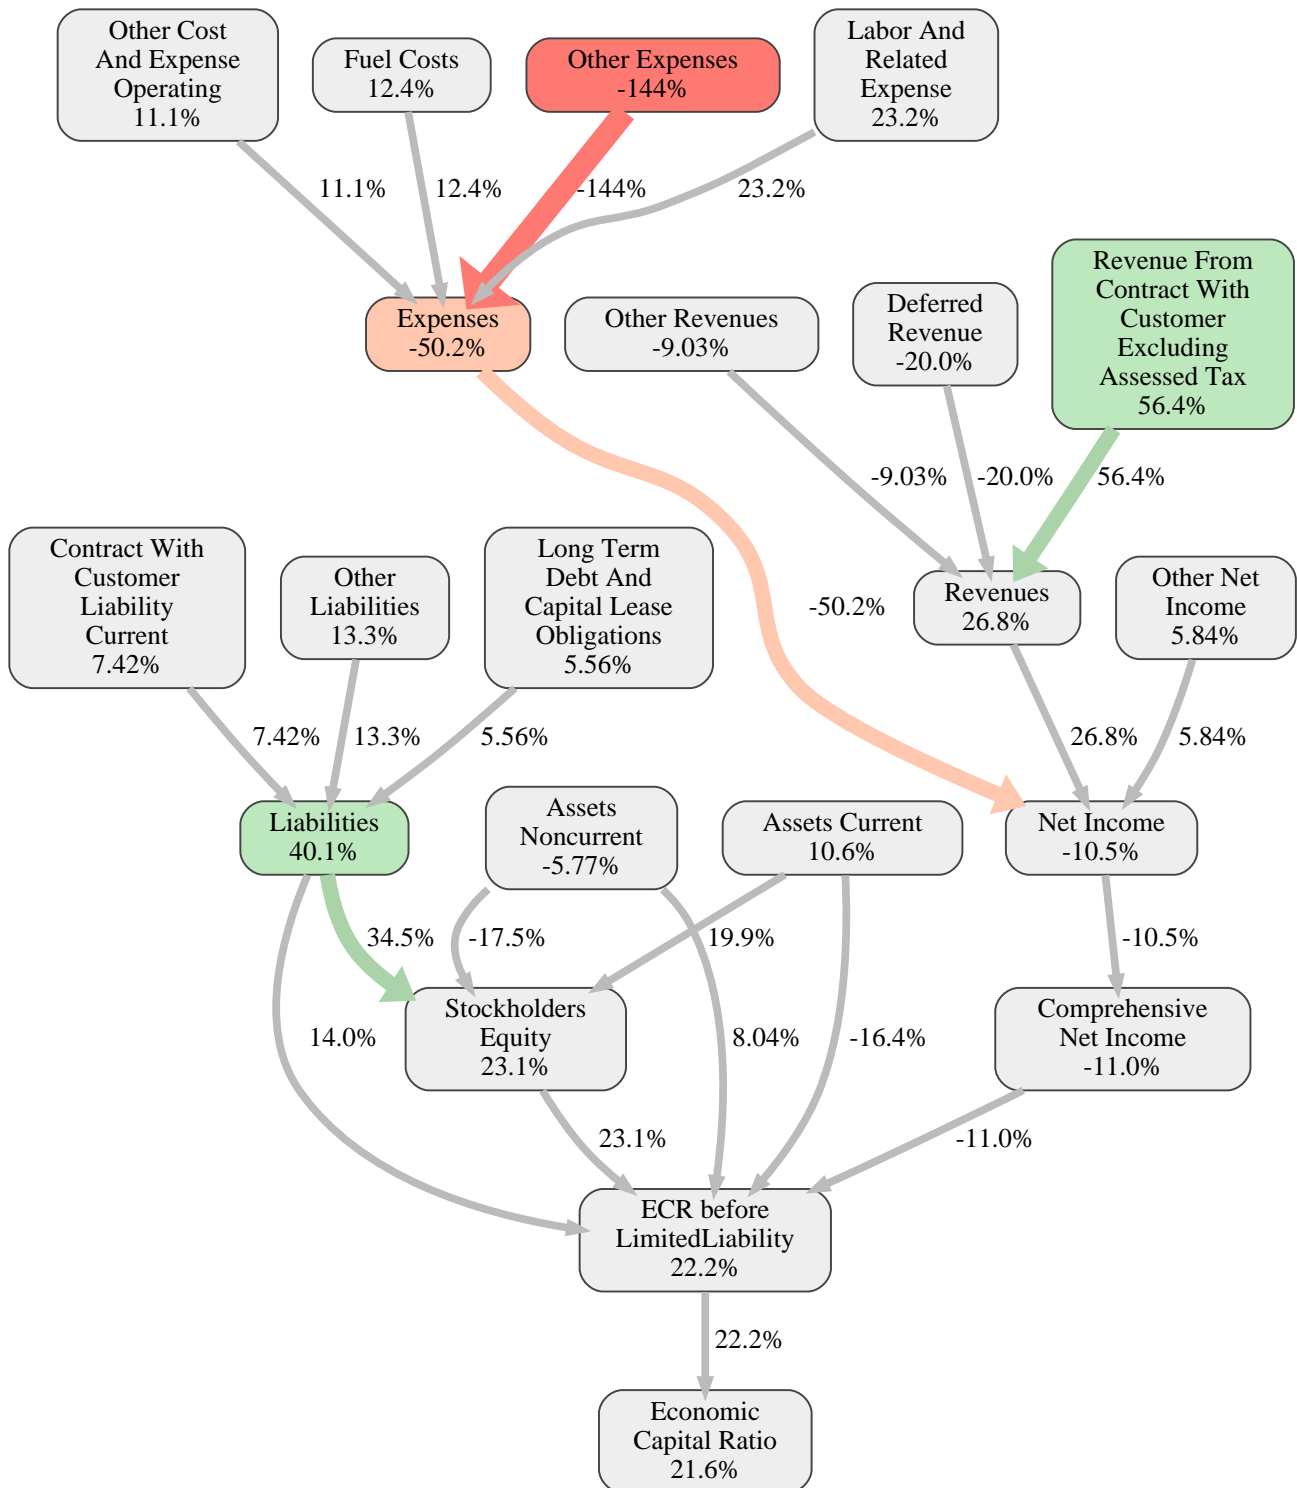 Other Cost
And Expense
Operating
11.1%
Fuel Costs
12.4%
Other Expenses
-144%
Labor And
Related
Expense
23.2%
11.1%
12.4%
-144%
23.2%
Expenses
-50.2%
Other Revenues
-9.03%
Deferred
Revenue
-20.0%
Revenue From
Contract With
Customer
Excluding
Assessed Tax
56.4%
-9.03%
-20.0%
56.4%
Contract With
Customer
Liability
Current
7.42%
Other
Liabilities
13.3%
Long Term
Debt And
Capital Lease
Obligations
5.56%
-50.2%
Revenues
26.8%
Other Net
Income
5.84%
7.42%
13.3%
5.56%
26.8%
5.84%
Liabilities
40.1%
Assets
Noncurrent
-5.77%
Assets Current
10.6%
Net Income
-10.5%
34.5%
-17.5%
19.9%
-10.5%
14.0%
Stockholders
Equity
23.1%
8.04%
-16.4%
Comprehensive
Net Income
-11.0%
23.1%
-11.0%
ECR before
LimitedLiability
22.2%
22.2%
Economic
Capital Ratio
21.6%